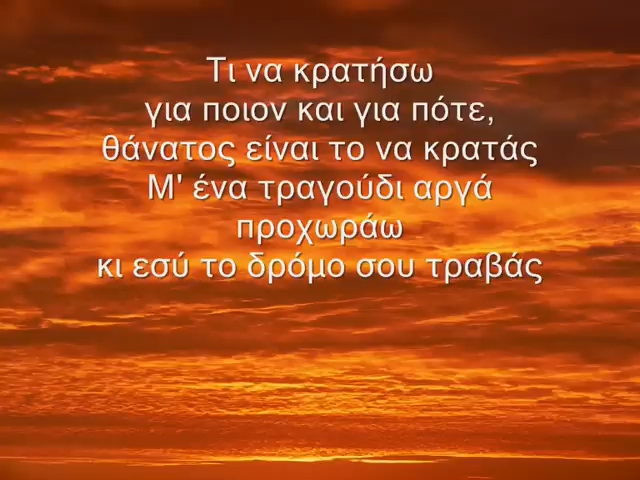 Τι να κρατήσω
για ποιον και για πότε,
θάνατος είναι το να κρατάς
Μ' ένα τραγούδι αργά
προχωράω
κι εσύ το δρόμο σου τραβάς